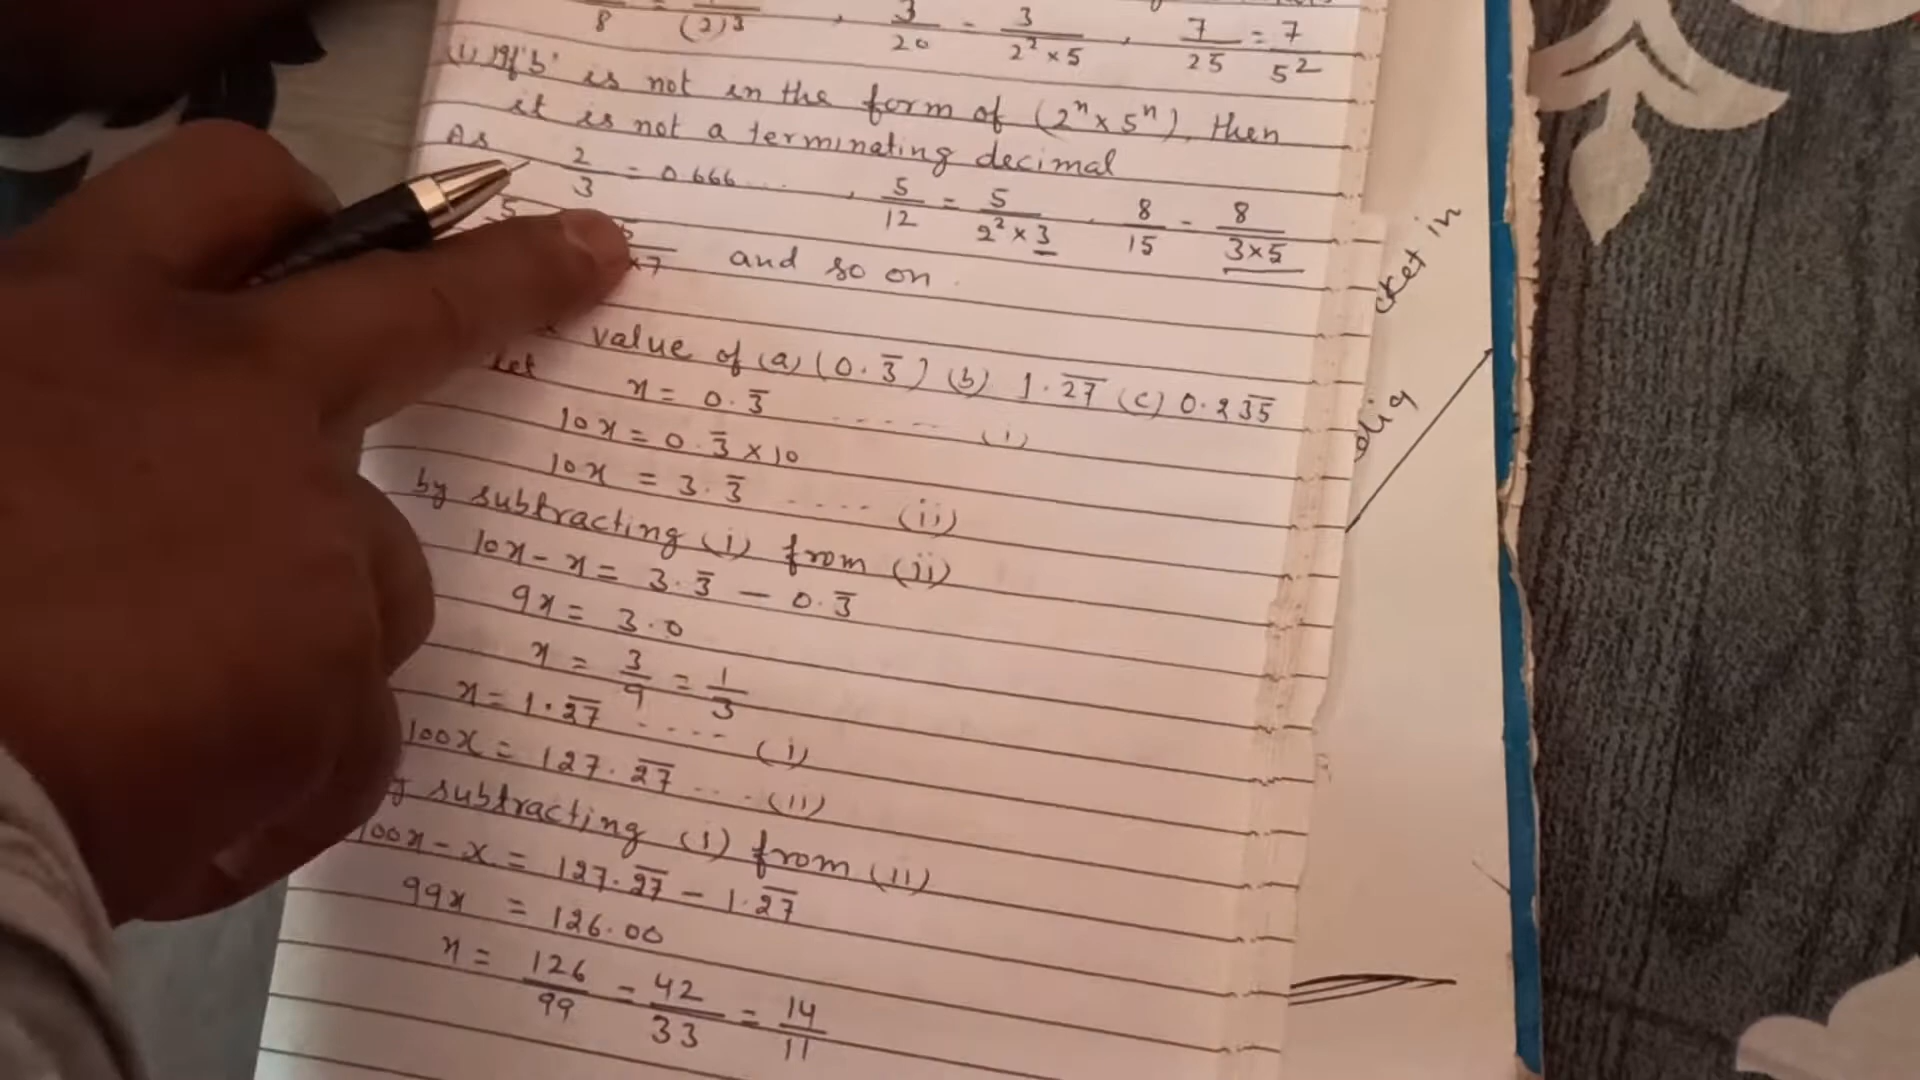 8 = (2)3 , 3/20 = 3/2² × 5 , 7/25 = 7/5²
(i) If 'b' is not in the form of (2ⁿ × 5ⁿ), then
it is not a terminating decimal
As 2/3 = 0.666... , 5/12 = 5/2² × 3 , 8/15 = 8/3×5
5 ×7 and so on
value of (a) (0.3̅) (b) 1.2̅7̅ (c) 0.23̅5̅
Let x = 0.3̅ ..... (i)
10x = 0.3̅ × 10
10x = 3.3̅ .... (ii)
by subtracting (i) from (ii)
10x - x = 3.3̅ - 0.3̅
9x = 3.0
x = 3/9 = 1/3
x = 1.2̅7̅ .... (i)
100x = 127.2̅7̅ .... (ii)
subtracting (i) from (ii)
100x - x = 127.2̅7̅ - 1.2̅7̅
99x = 126.00
x = 126/99 = 42/33 = 14/11
ket in